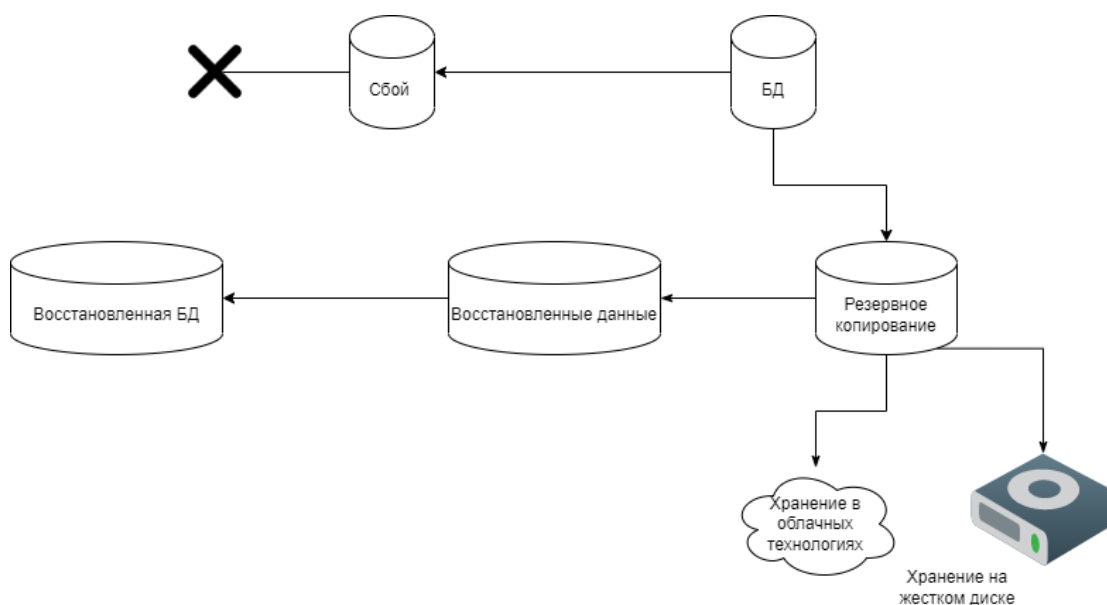 Сбой
БД
Восстановленная БД
Восстановленные данные
Резервное
копирование
Хранение в
облачных
технологиях
Хранение на
жестком диске